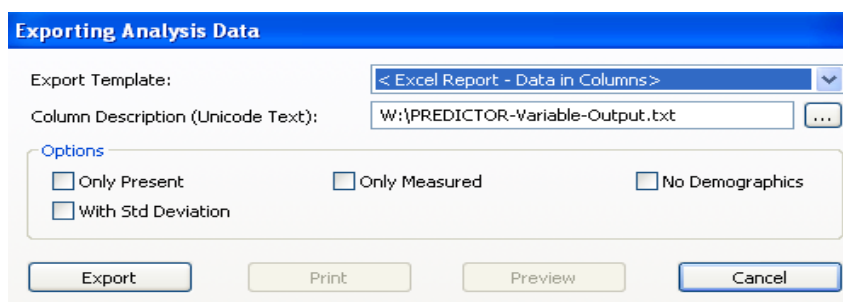 Exporting Analysis Data
Export Template: < Excel Report - Data in Columns>
Column Description (Unicode Text): W:\PREDICTOR-Variable-Output.txt ...
Options
Only Present Only Measured No Demographics
With Std Deviation
Export Print Preview Cancel